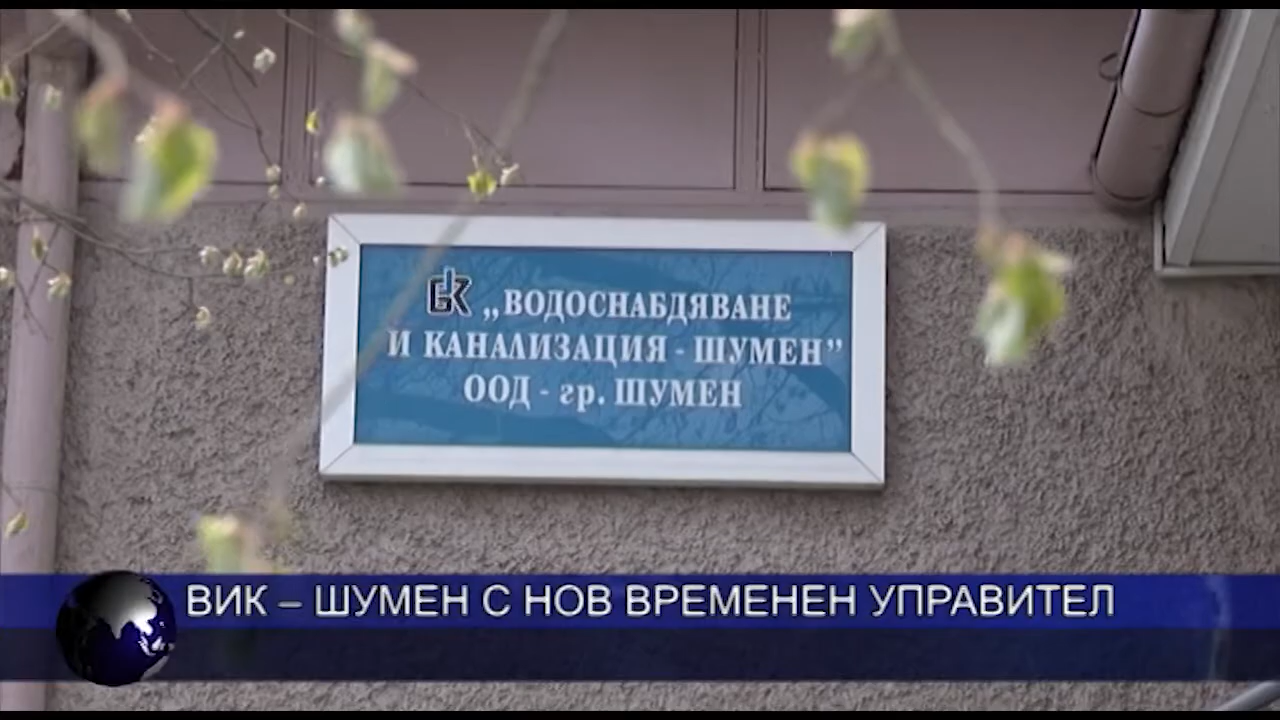 ВК „ВОДОСНАБДЯВАНЕ
И КАНАЛИЗАЦИЯ - ШУМЕН”
ООД - гр. ШУМЕН
ВИК – ШУМЕН С НОВ ВРЕМЕНЕН УПРАВИТЕЛ